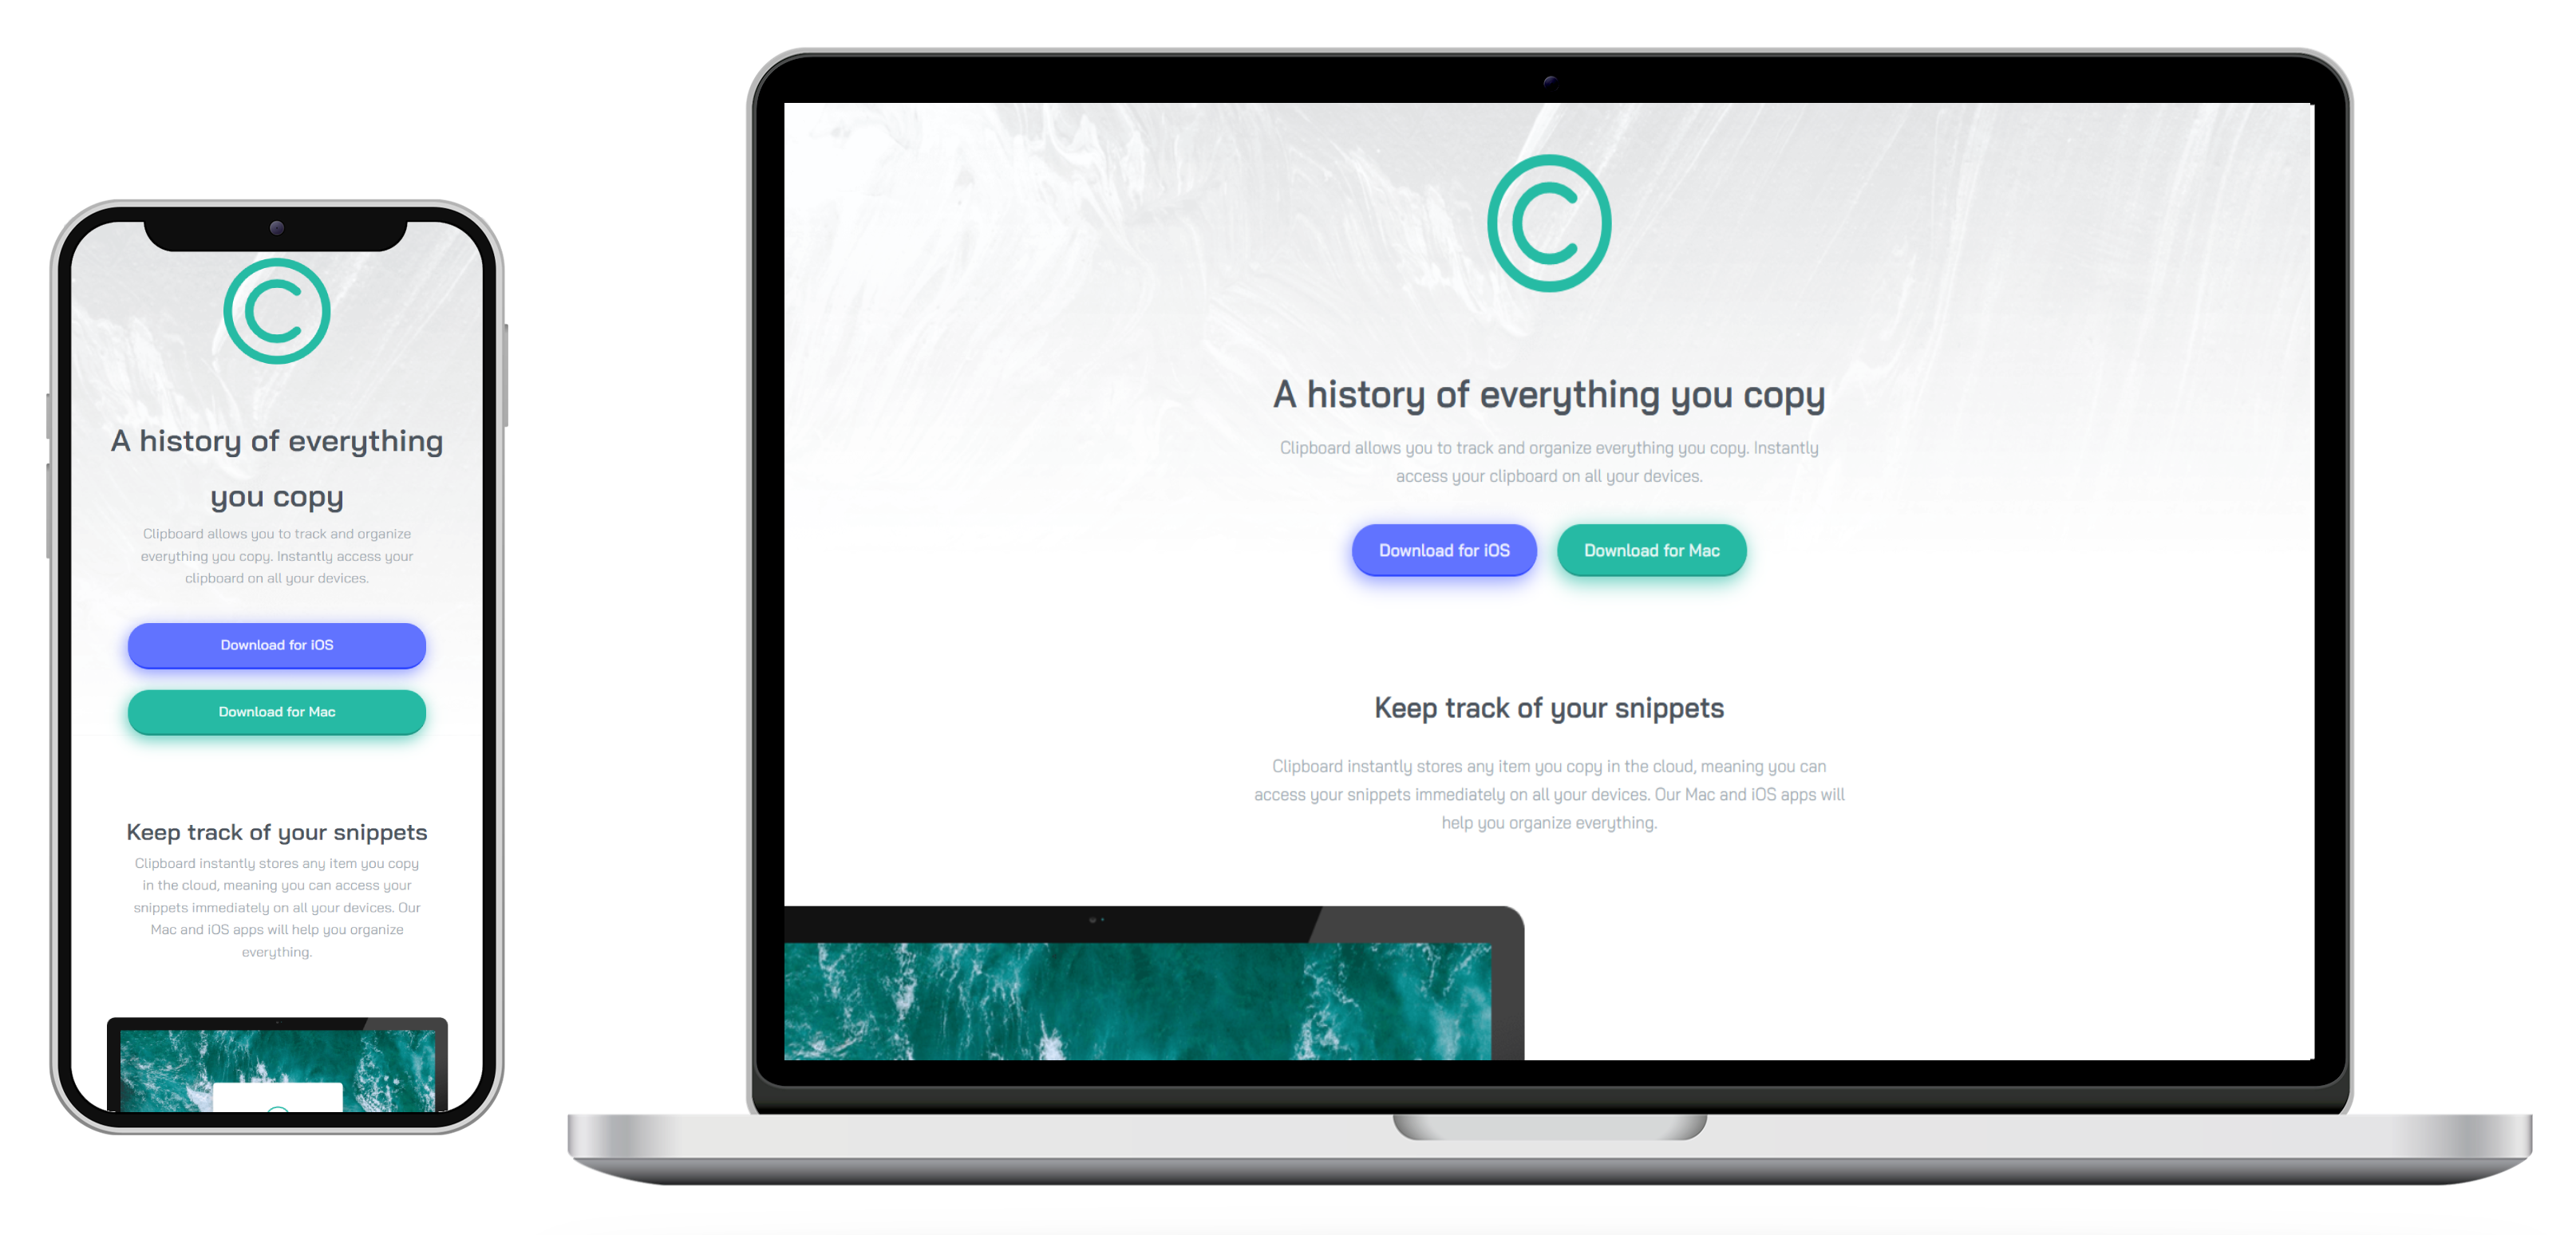 A history of everything
you copy
Clipboard allows you to track and organize
everything you copy. Instantly access your
clipboard on all your devices.
Download for iOS
Download for Mac
Keep track of your snippets
Clipboard instantly stores any item you copy
in the cloud, meaning you can access your
snippets immediately on all your devices. Our
Mac and iOS apps will help you organize
everything.
A history of everything you copy
Clipboard allows you to track and organize everything you copy. Instantly
access your clipboard on all your devices.
Download for iOS
Download for Mac
Keep track of your snippets
Clipboard instantly stores any item you copy in the cloud, meaning you can
access your snippets immediately on all your devices. Our Mac and iOS apps will
help you organize everything.